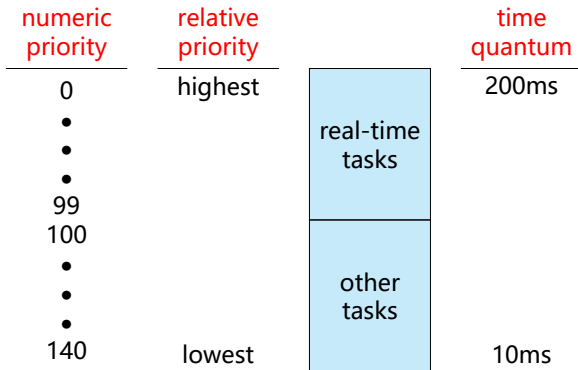 numeric priority
relative priority
time quantum
0
highest
200ms
•
•
•
real-time
tasks
99
100
•
•
•
other
tasks
140
lowest
10ms